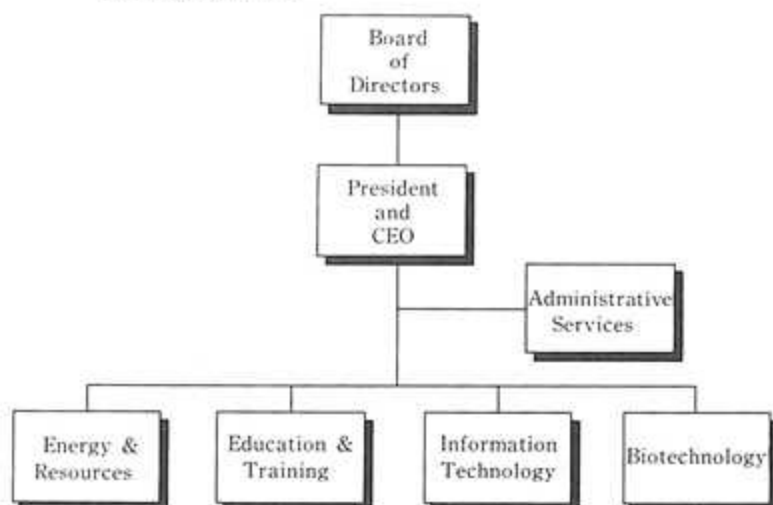 Board
of
Directors
President
and
CEO
Administrative
Services
Energy &
Resources
Education &
Training
Information
Technology
Biotechnology